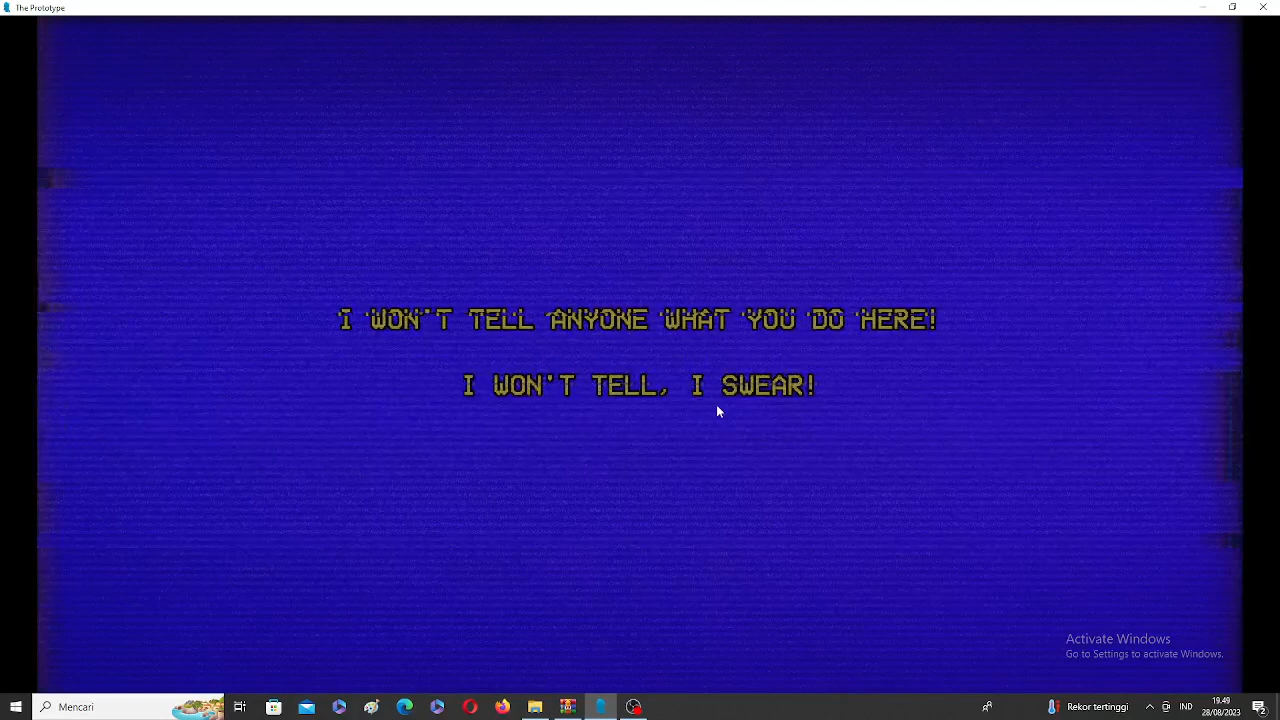 The Prototype
I WON'T TELL ANYONE WHAT YOU DO HERE!
I WON'T TELL, I SWEAR!
Activate Windows
Go to Settings to activate Windows.
Mencari
Rekor tertinggi
IND
19.49
28/08/2023